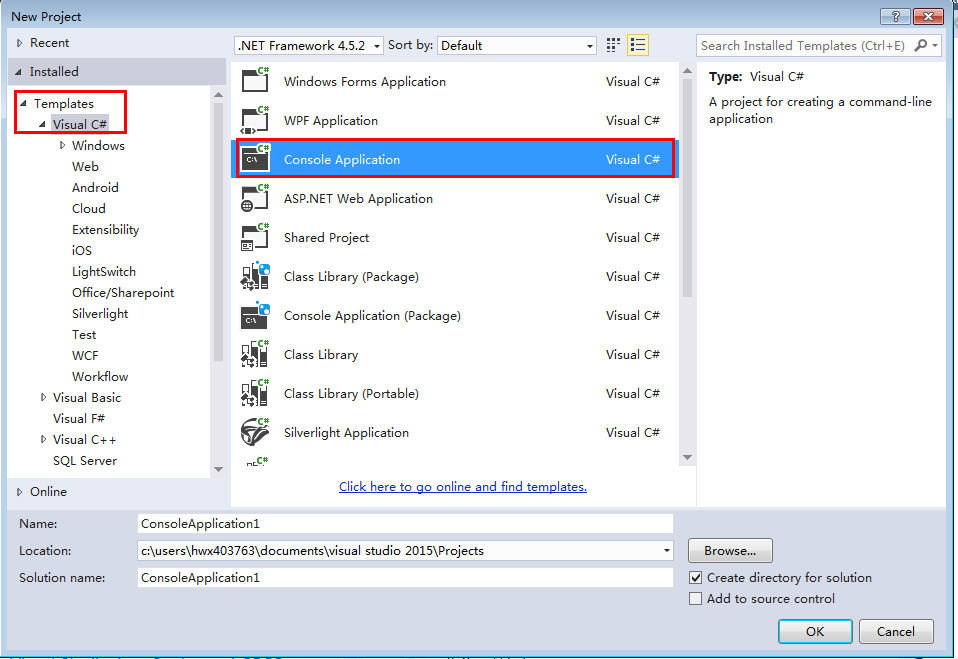 New Project
Recent
Installed
Templates
Visual C#
Windows
Web
Android
Cloud
Extensibility
iOS
LightSwitch
Office/Sharepoint
Silverlight
Test
WCF
Workflow
Visual Basic
Visual F#
Visual C++
SQL Server
Online
.NET Framework 4.5.2 Sort by: Default
Windows Forms Application Visual C#
WPF Application Visual C#
Console Application Visual C#
ASP.NET Web Application Visual C#
Shared Project Visual C#
Class Library (Package) Visual C#
Console Application (Package) Visual C#
Class Library Visual C#
Class Library (Portable) Visual C#
Silverlight Application Visual C#
Click here to go online and find templates.
Search Installed Templates (Ctrl+E)
Type: Visual C#
A project for creating a command-line
application
Name: ConsoleApplication1
Location: c:\users\hwx403763\documents\visual studio 2015\Projects Browse...
Solution name: ConsoleApplication1
Create directory for solution
Add to source control
OK Cancel